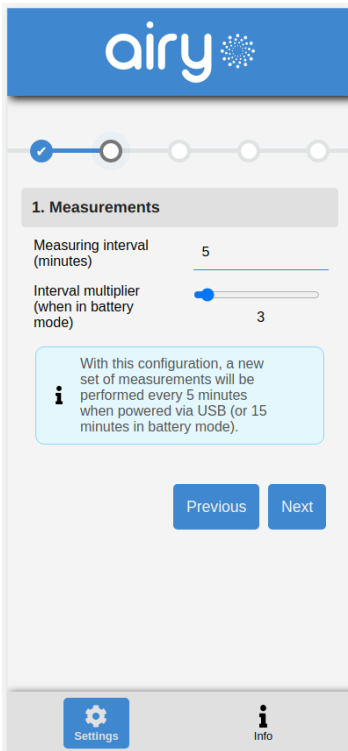 airy
1. Measurements
Measuring interval
(minutes)
5
Interval multiplier
(when in battery
mode)
3
With this configuration, a new
set of measurements will be
performed every 5 minutes
when powered via USB (or 15
minutes in battery mode).
Previous
Next
Settings
Info